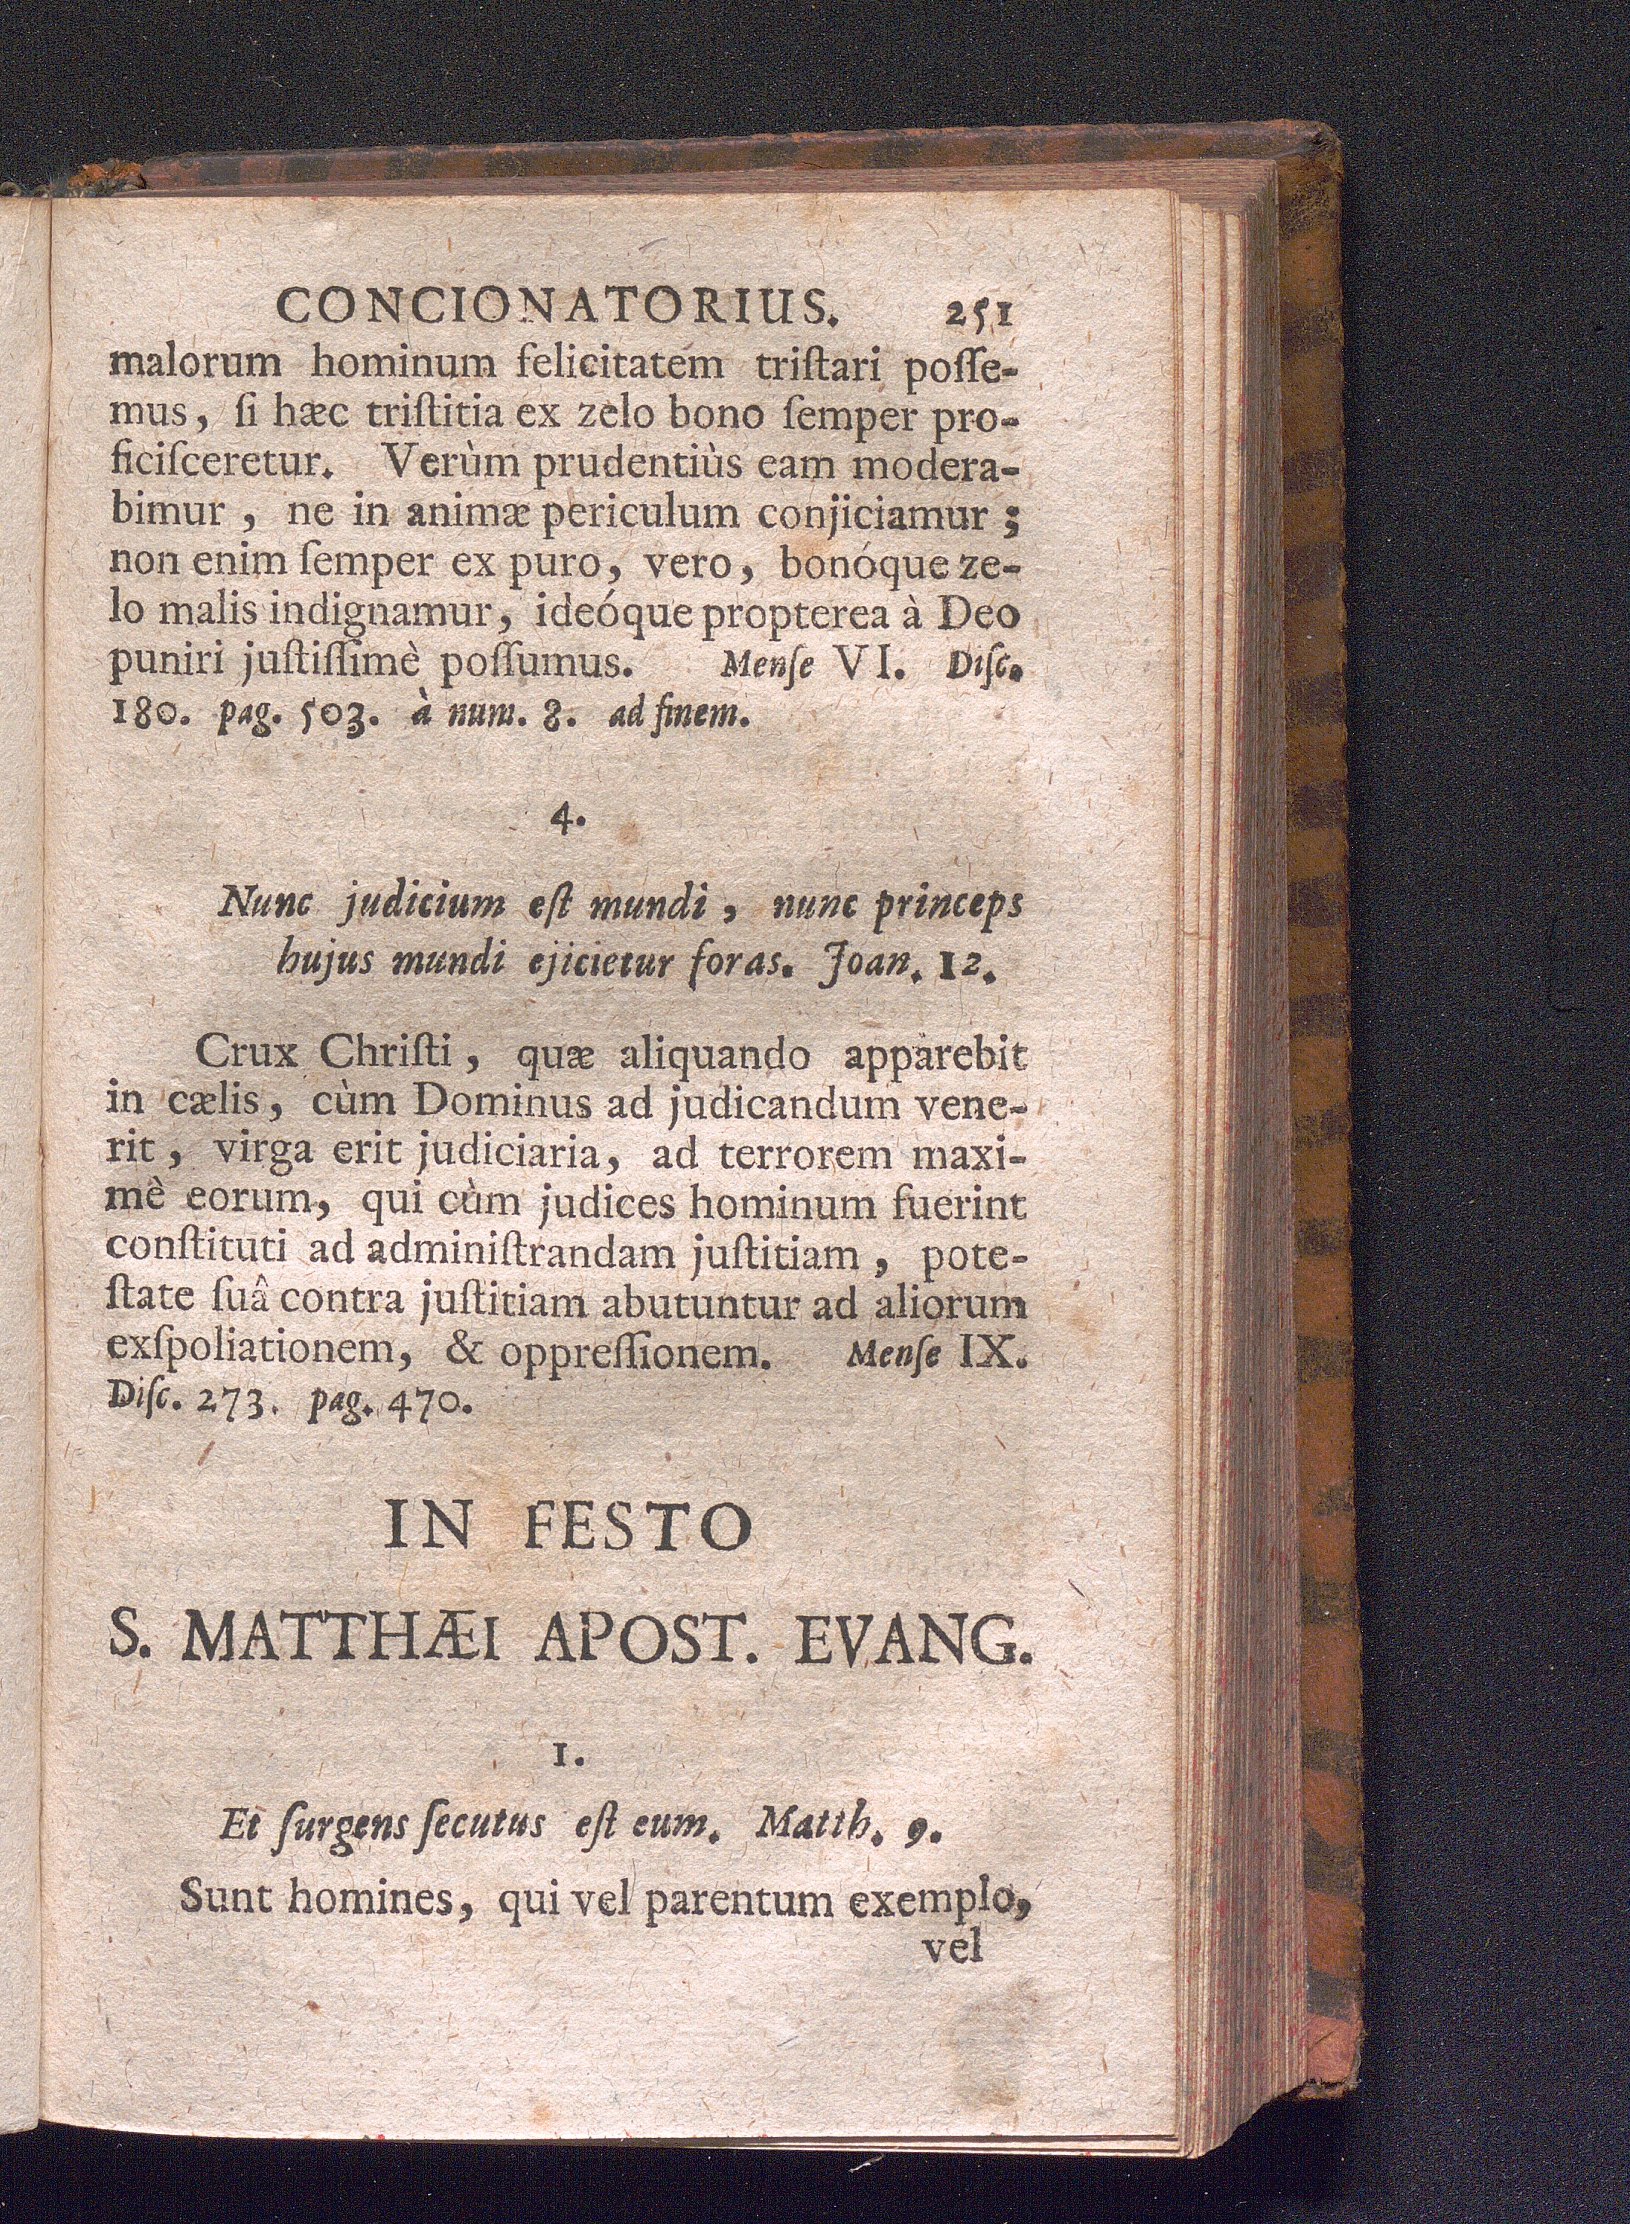 CONCIONATORIUS. 251
malorum hominum felicitatem triſtari poſſe-
mus, ſi hæc triſtitia ex zelo bono ſemper pro-
ficiſceretur. Verùm prudentiùs eam modera-
bimur, ne in animæ periculum conjiciamur;
non enim ſemper ex puro, vero, bonóque ze-
lo malis indignamur, ideóque propterea à Deo
puniri juſtiſſimè poſſumus. Menſe VI. Diſc.
180. pag. 503. à num. 8. ad finem.
4.
Nunc judicium eſt mundi, nunc princeps
hujus mundi ejicietur foras. Joan. 12.
Crux Chriſti, quæ aliquando apparebit
in cælis, cùm Dominus ad judicandum vene-
rit, virga erit judiciaria, ad terrorem maxi-
mè eorum, qui cùm judices hominum fuerint
conſtituti ad adminiſtrandam juſtitiam, pote-
ſtate ſuâ contra juſtitiam abutuntur ad aliorum
exſpoliationem, & oppreſſionem. Menſe IX.
Diſc. 273. pag. 470.
IN FESTO
S. MATTHÆI APOST. EVANG.
1.
Et ſurgens ſecutus eſt eum. Matth. 9.
Sunt homines, qui vel parentum exemplo,
vel